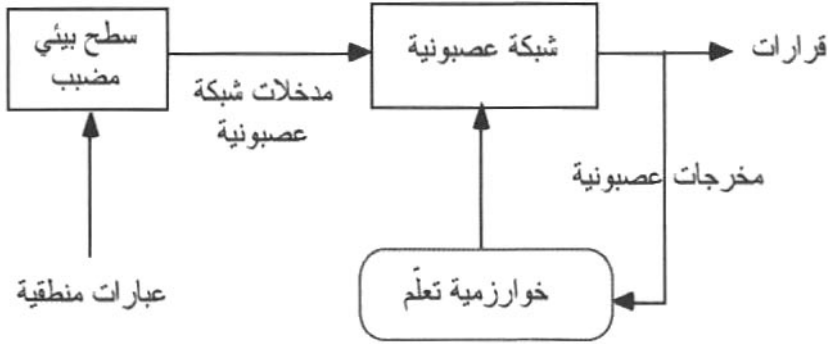 سطح بيئي
مضبب
شبكة عصبونية
قرارات
مدخلات شبكة
عصبونية
مخرجات عصبونية
خوارزمية تعلّم
عبارات منطقية